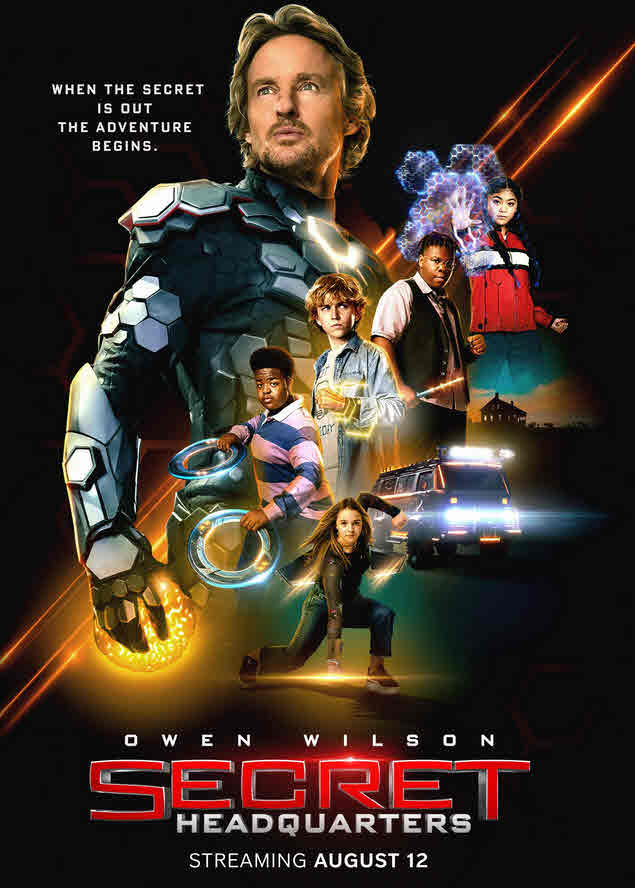 WHEN THE SECRET
IS OUT
THE ADVENTURE
BEGINS.
OWEN WILSON
SECRET
HEADQUARTERS
STREAMING AUGUST 12